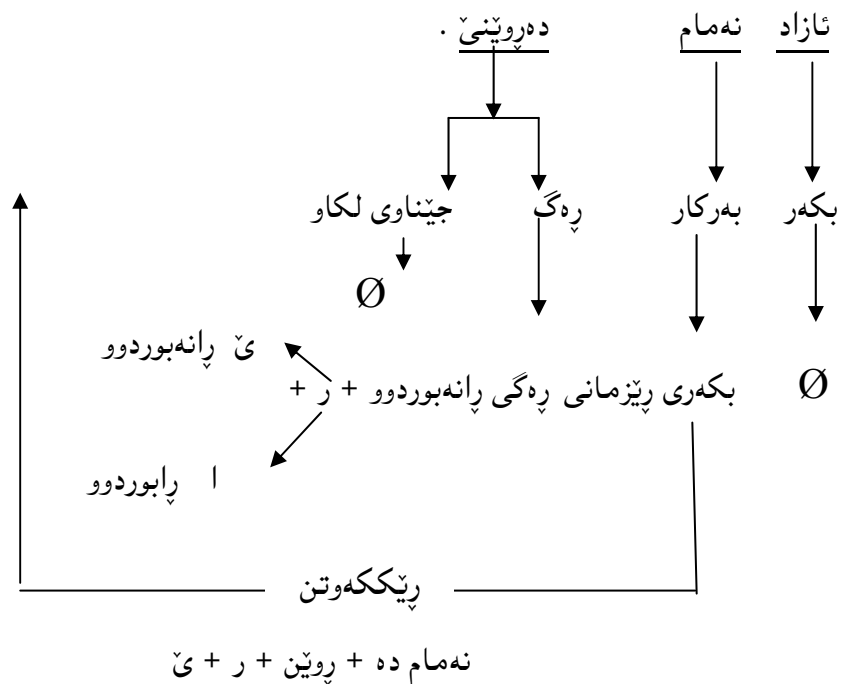 ئازاد نەمام دەڕوێنێ .
بکەر بەرکار ڕەگ جێناوی لکاو
Ø
ێ ڕانەبوردوو
Ø بکەری ڕێزمانی ڕەگی ڕانەبوردوو + ر +
ا ڕابوردوو
ڕێککەوتن
نەمام دە + ڕوێن + ر + ێ